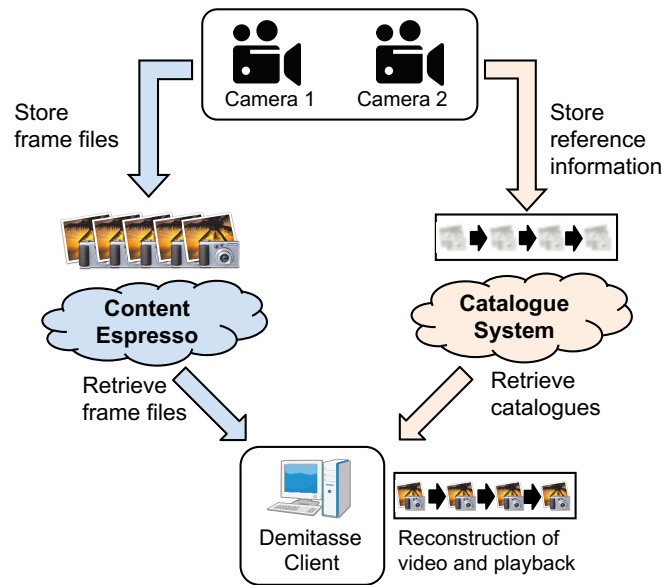 Camera 1
Camera 2
Store
frame files
Store
reference
information
Content
Espresso
Catalogue
System
Retrieve
frame files
Retrieve
catalogues
Demitasse
Client
Reconstruction of
video and playback